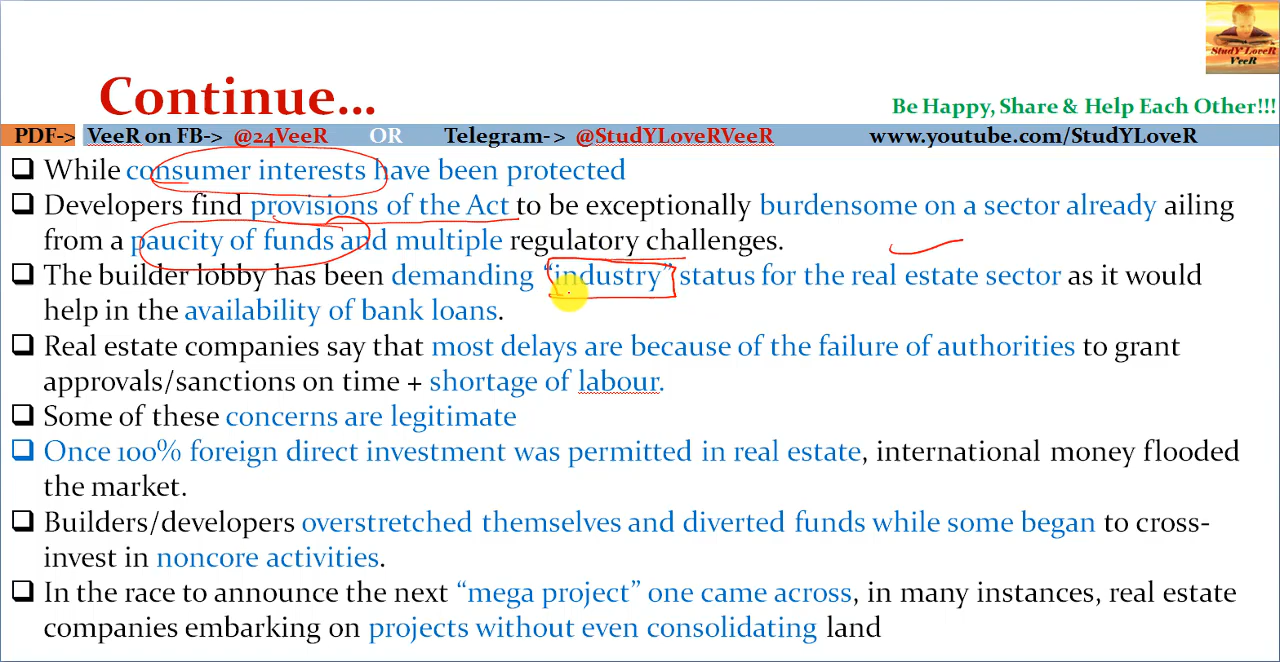 StudY LoveR
VeeR
Continue...
Be Happy, Share & Help Each Other!!!
PDF-> VeeR on FB-> @24VeeR OR Telegram- > @StudYLoveRVeeR www.youtube.com/StudYLoveR
❑ While consumer interests have been protected
❑ Developers find provisions of the Act to be exceptionally burdensome on a sector already ailing
from a paucity of funds and multiple regulatory challenges.
❑ The builder lobby has been demanding “industry” status for the real estate sector as it would
help in the availability of bank loans.
❑ Real estate companies say that most delays are because of the failure of authorities to grant
approvals/sanctions on time + shortage of labour.
❑ Some of these concerns are legitimate
❑ Once 100% foreign direct investment was permitted in real estate, international money flooded
the market.
❑ Builders/developers overstretched themselves and diverted funds while some began to cross-
invest in noncore activities.
❑ In the race to announce the next “mega project” one came across, in many instances, real estate
companies embarking on projects without even consolidating land